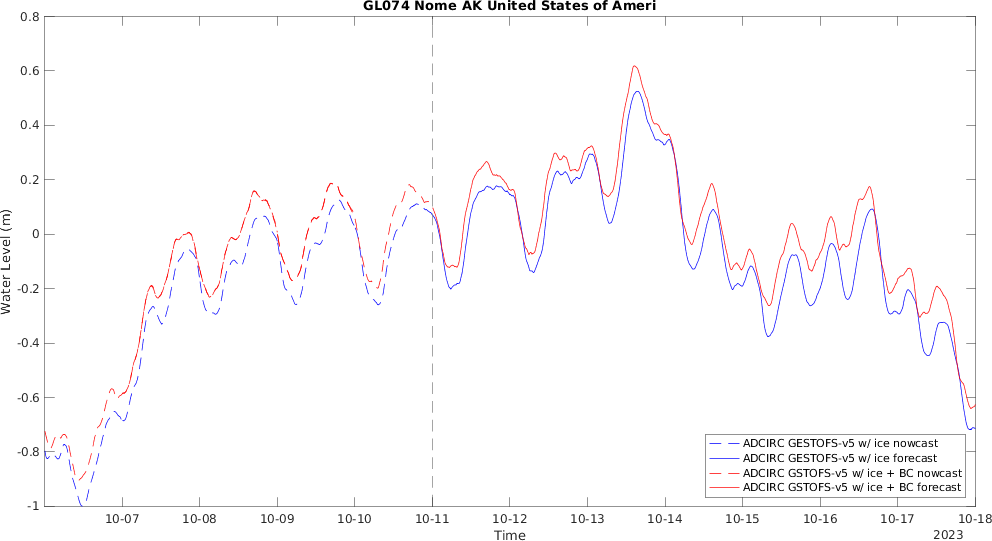 GL074 Nome AK United States of Ameri
0.8
0.6
0.4
0.2
0
-0.2
-0.4
-0.6
-0.8
-1
Water Level (m)
10-07 10-08 10-09 10-10 10-11 10-12 10-13 10-14 10-15 10-16 10-17 10-18
Time
2023
ADCIRC GESTOFS-v5 w/ ice nowcast
ADCIRC GESTOFS-v5 w/ ice forecast
ADCIRC GSTOFS-v5 w/ ice + BC nowcast
ADCIRC GSTOFS-v5 w/ ice + BC forecast